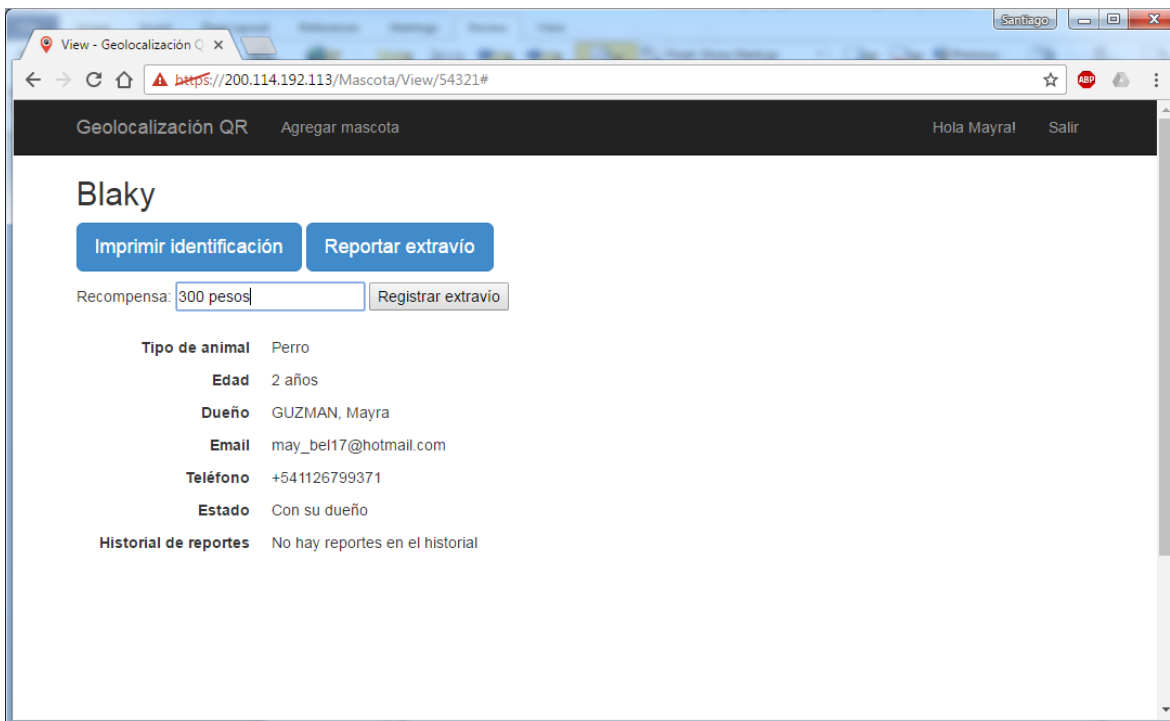 Santiago
View - Geolocalización Q
https://200.114.192.113/Mascota/View/54321#
ABP
Geolocalización QR Agregar mascota Hola Mayra! Salir
Blaky
Imprimir identificación Reportar extravío
Recompensa: 300 pesos Registrar extravío
Tipo de animal Perro
Edad 2 años
Dueño GUZMAN, Mayra
Email may_bel17@hotmail.com
Teléfono +541126799371
Estado Con su dueño
Historial de reportes No hay reportes en el historial